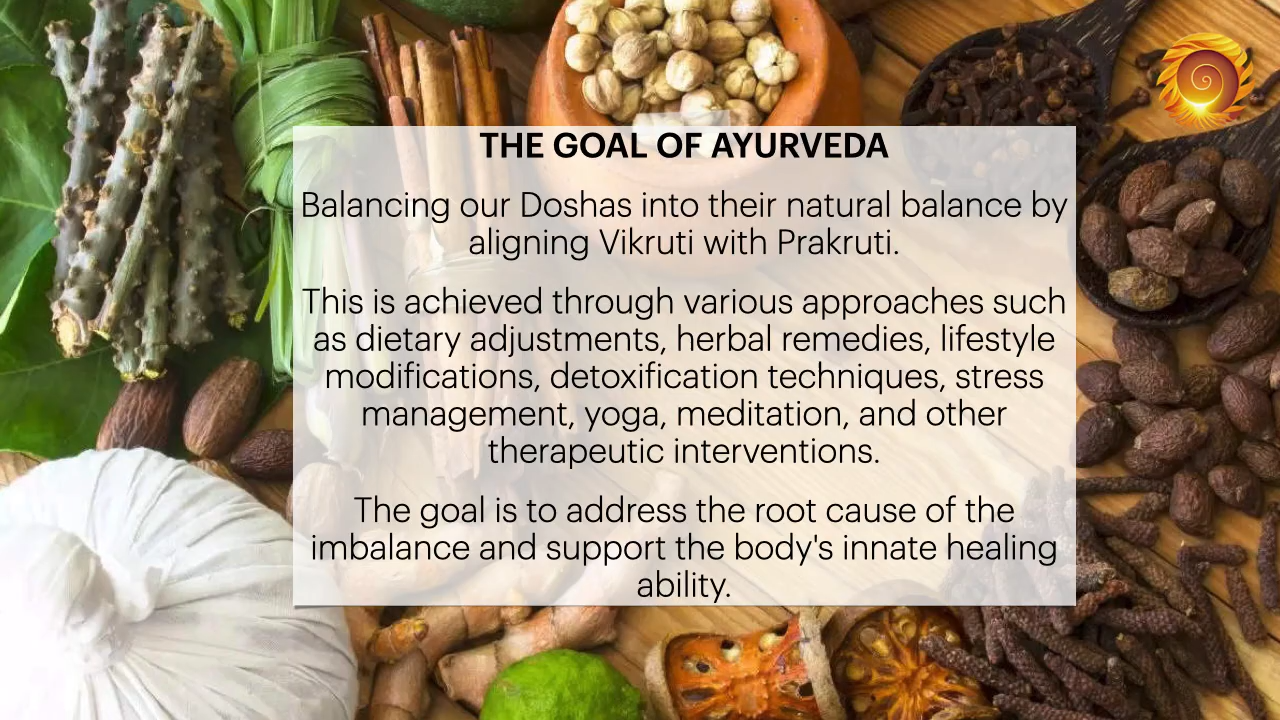 THE GOAL OF AYURVEDA
Balancing our Doshas into their natural balance by
aligning Vikruti with Prakruti.
This is achieved through various approaches such
as dietary adjustments, herbal remedies, lifestyle
modifications, detoxification techniques, stress
management, yoga, meditation, and other
therapeutic interventions.
The goal is to address the root cause of the
imbalance and support the body's innate healing
ability.